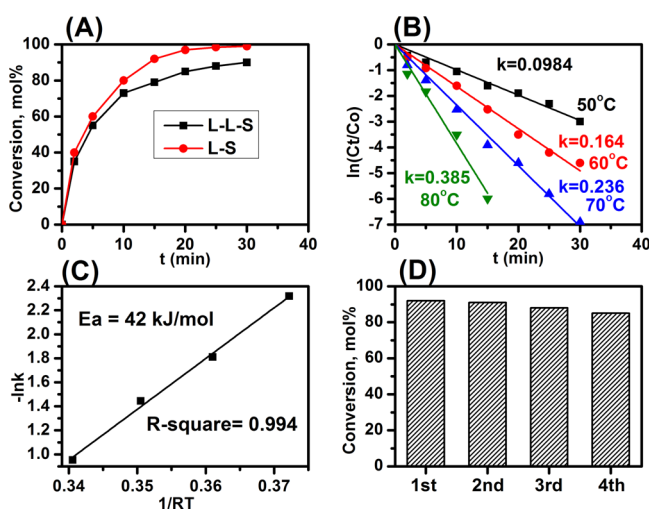 (A)
Conversion, mol%
100
80
60
40
20
0
L-L-S
L-S
0 10 20 30 40
t (min)
(B)
ln(Ct/Co)
0
-1
-2
-3
-4
-5
-6
-7
k=0.0984
50°C
k=0.164
60°C
k=0.236
70°C
k=0.385
80°C
0 10 20 30 40
t (min)
(C)
-lnk
2.4
2.2
2.0
1.8
1.6
1.4
1.2
1.0
Ea = 42 kJ/mol
R-square= 0.994
0.34 0.35 0.36 0.37
1/RT
(D)
Conversion, mol%
100
80
60
40
20
0
1st 2nd 3rd 4th